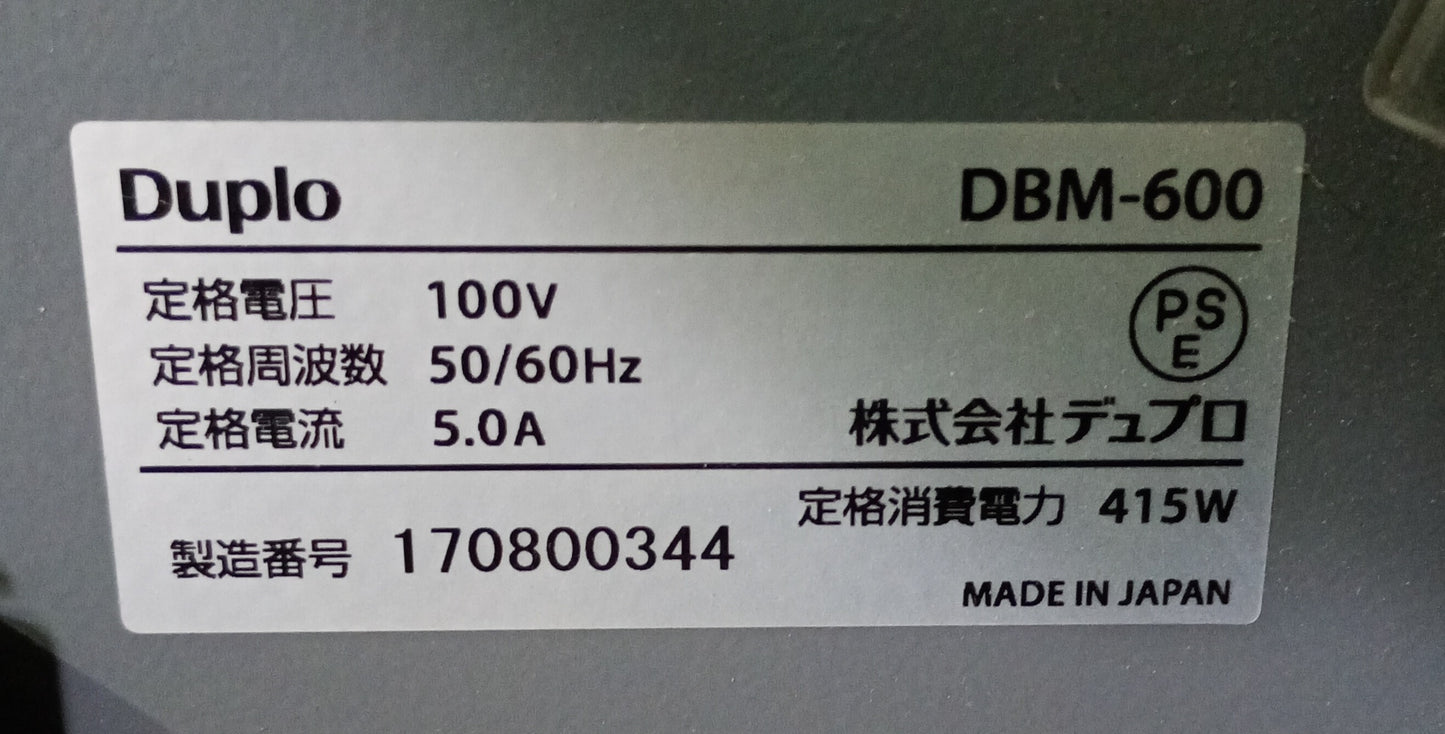 Duplo DBM-600
定格電圧 100V
PS
E
定格周波数 50/60Hz
定格電流 5.0A
株式会社デュプロ
定格消費電力 415W
製造番号 170800344
MADE IN JAPAN